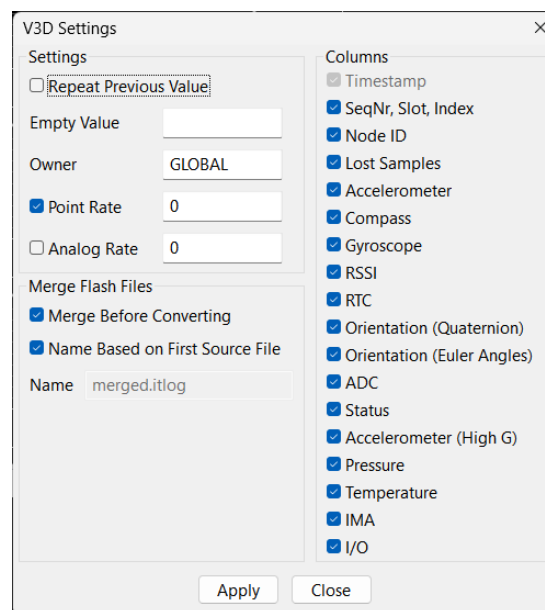 V3D Settings
Settings
Repeat Previous Value
Empty Value
Owner GLOBAL
Point Rate 0
Analog Rate 0
Merge Flash Files
Merge Before Converting
Name Based on First Source File
Name merged.itlog
Columns
Timestamp
SeqNr, Slot, Index
Node ID
Lost Samples
Accelerometer
Compass
Gyroscope
RSSI
RTC
Orientation (Quaternion)
Orientation (Euler Angles)
ADC
Status
Accelerometer (High G)
Pressure
Temperature
IMA
I/O
Apply Close